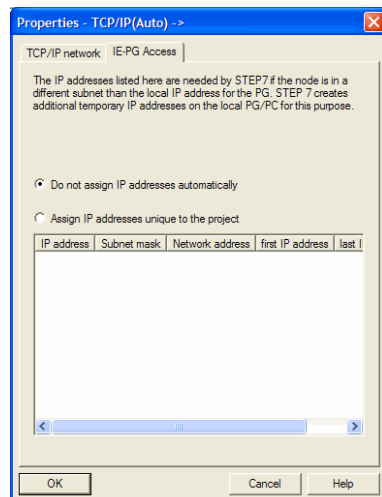 Properties - TCP/IP(Auto) ->
TCP/IP network IE-PG Access
The IP addresses listed here are needed by STEP7 if the node is in a
different subnet than the local IP address for the PG. STEP 7 creates
additional temporary IP addresses on the local PG/PC for this purpose.
Do not assign IP addresses automatically
Assign IP addresses unique to the project
IP address Subnet mask Network address first IP address last I
OK Cancel Help